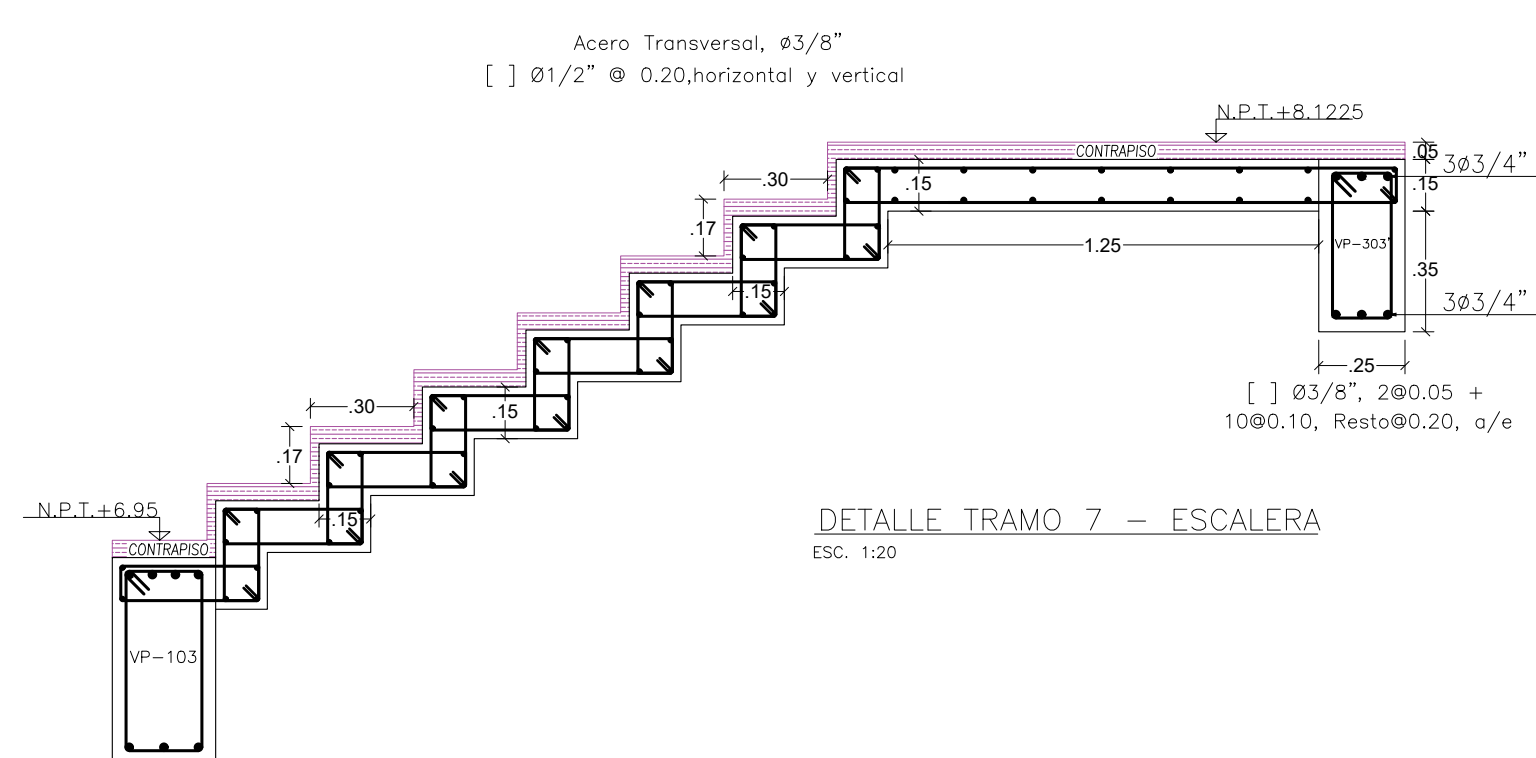 Acero Transversal, ø3/8"
[ ] Ø1/2" @ 0.20,horizontal y vertical
N.P.T.+8.1225
CONTRAPISO
.05
3ø3/4"
.30
.15
.15
.17
1.25
VP-303'
.35
.15
3ø3/4"
.25
[ ] Ø3/8", 2@0.05 +
10@0.10, Resto@0.20, a/e
.30
.15
.17
N.P.T.+6.95
.15
CONTRAPISO
DETALLE TRAMO 7 - ESCALERA
ESC. 1:20
VP-103